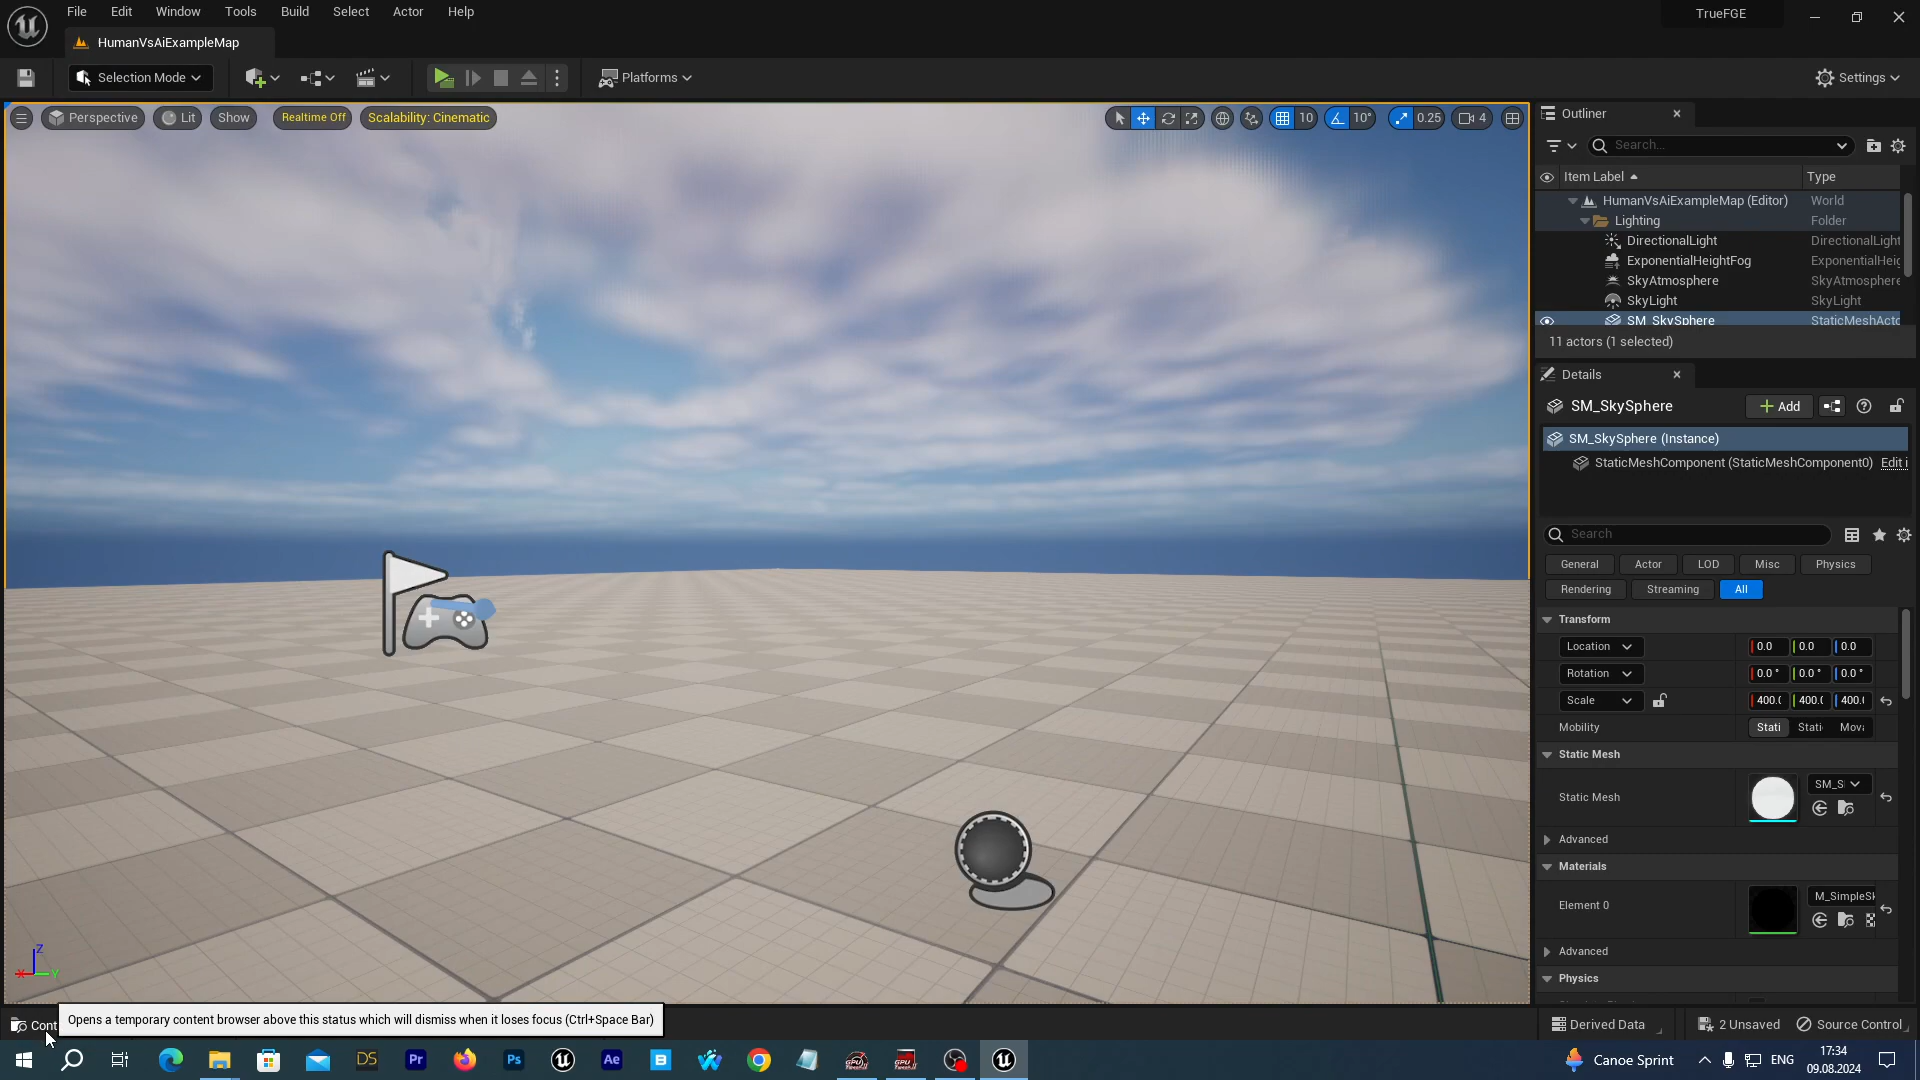 File Edit Window Tools Build Select Actor Help
TrueFGE
HumanVsAiExampleMap
Selection Mode
Platforms
Settings
Perspective
Lit
Show
Realtime Off
Scalability: Cinematic
10
10°
0.25
4
Outliner
Search...
Item Label
Type
HumanVsAiExampleMap (Editor) World
Lighting Folder
DirectionalLight DirectionalLight
ExponentialHeightFog ExponentialHeig
SkyAtmosphere SkyAtmosphere
SkyLight SkyLight
SM_SkySphere StaticMeshActo
11 actors (1 selected)
Details
SM_SkySphere
Add
SM_SkySphere (Instance)
StaticMeshComponent (StaticMeshComponent0) Edit i
Search
General Actor LOD Misc Physics
Rendering Streaming All
Transform
Location 0.0 0.0 0.0
Rotation 0.0 ° 0.0 ° 0.0 °
Scale 400.( 400.( 400.(
Mobility Stati Stati Mova
Static Mesh
Static Mesh
SM_S
Advanced
Materials
Element 0
M_SimpleSk
Advanced
Physics
Z
X
Y
Cont
Opens a temporary content browser above this status which will dismiss when it loses focus (Ctrl+Space Bar)
Derived Data
2 Unsaved
Source Control
DS
Pr
Ps
Ae
Canoe Sprint
ENG
17:34
09.08.2024